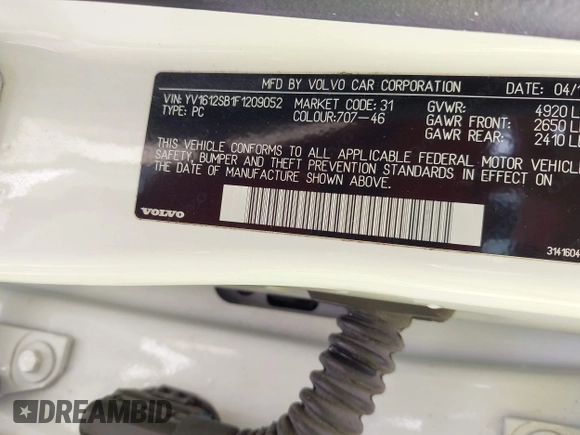 MFD BY VOLVO CAR CORPORATION DATE: 04/1
VIN: YV1612SB1F1209052 MARKET CODE: 31 GVWR: 4920 L
TYPE: PC COLOUR:707-46 GAWR FRONT: 2650 L
GAWR REAR: 2410 L
THIS VEHICLE CONFORMS TO ALL APPLICABLE FEDERAL MOTOR VEHICLE
SAFETY, BUMPER AND THEFT PREVENTION STANDARDS IN EFFECT ON
THE DATE OF MANUFACTURE SHOWN ABOVE.
VOLVO
3141604
DREAMBID